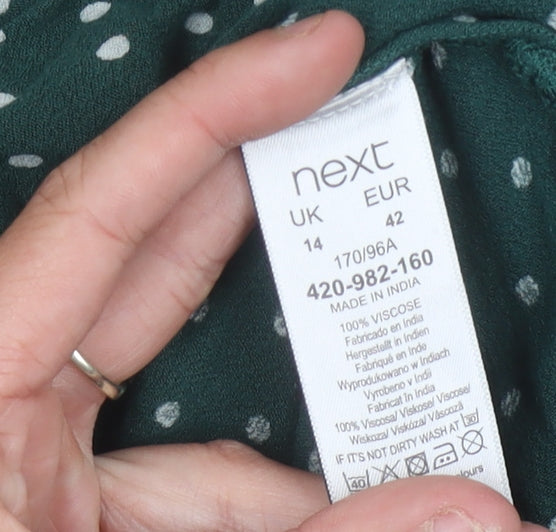 next
UK EUR
14 42
170/96A
420-982-160
MADE IN INDIA
100% VISCOSE
Fabricado en India
Hergestellt in Indien
Fabriqué en Inde
Wyprodukowano w Indiach
Vyrobeno v Indii
Fabricat în India
100% Viscosa/ Viskose/ Viscose/
Wiskoza/ Viskóza/ Vâscoză
IF IT'S NOT DIRTY WASH AT 30
40
colours